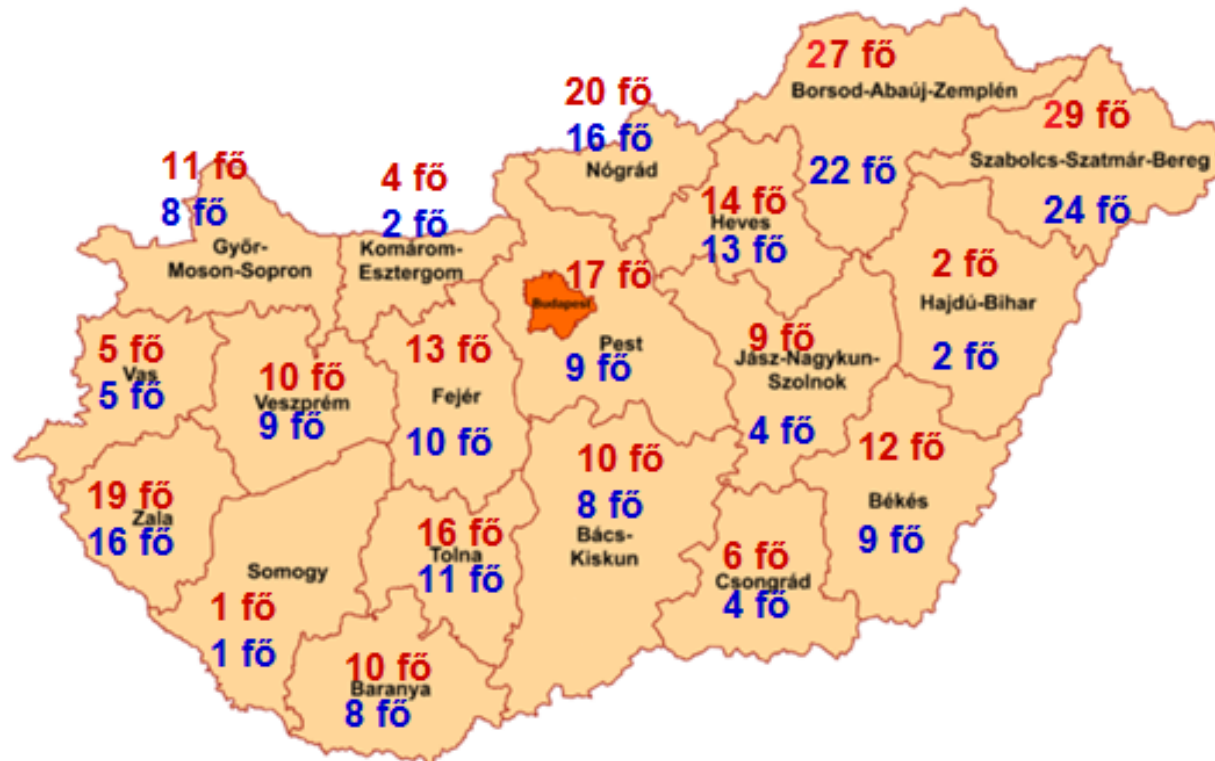 27 fő
Borsod-Abaúj-Zemplén
22 fő
20 fő
16 fő
Nógrád
29 fő
Szabolcs-Szatmár-Bereg
24 fő
11 fő
8 fő
Győr-
Moson-Sopron
4 fő
2 fő
Komárom-
Esztergom
14 fő
Heves
13 fő
17 fő
Budapest
Pest
9 fő
2 fő
Hajdú-Bihar
2 fő
5 fő
Vas
5 fő
10 fő
Veszprém
9 fő
13 fő
Fejér
10 fő
9 fő
Jász-Nagykun-
Szolnok
4 fő
12 fő
Békés
9 fő
19 fő
Zala
16 fő
Somogy
1 fő
1 fő
16 fő
Tolna
11 fő
10 fő
8 fő
Bács-
Kiskun
6 fő
Csongrád
4 fő
10 fő
Baranya
8 fő